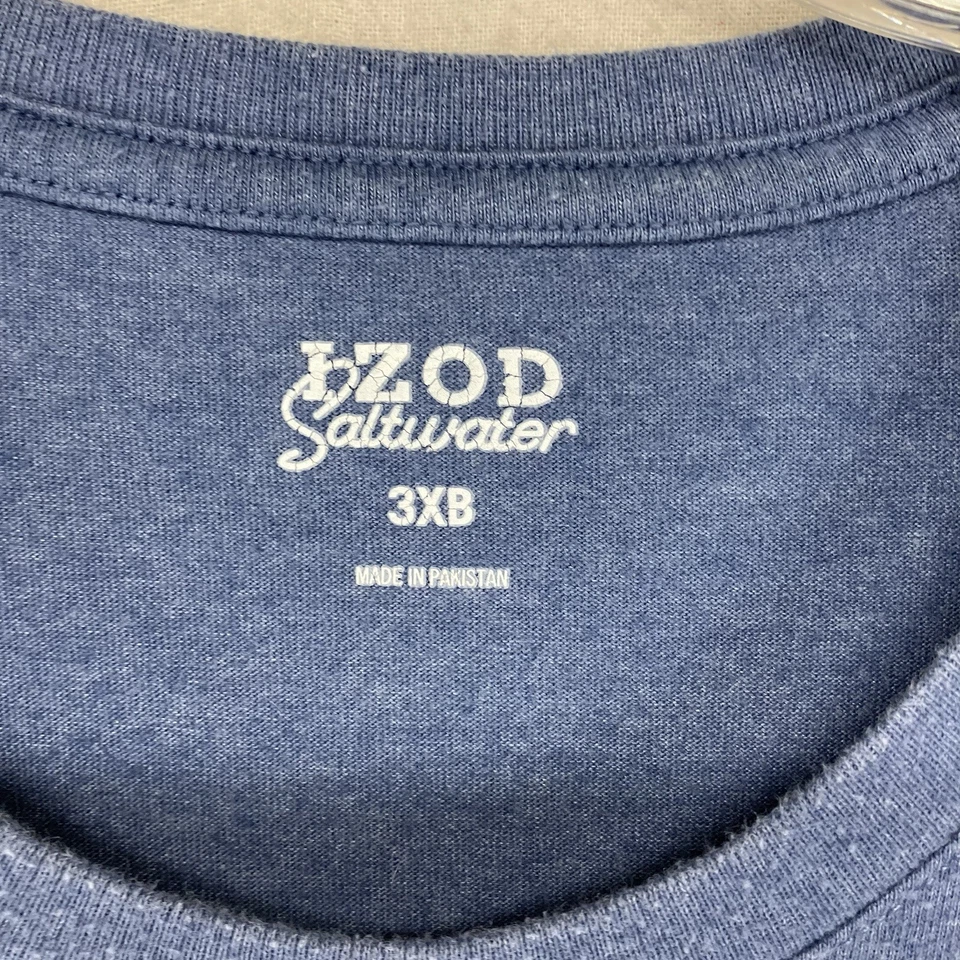 IZOD
Saltwater
3XB
MADE IN PAKISTAN